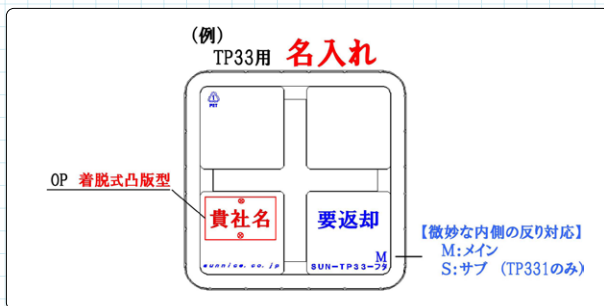 (例)
TP33用 名入れ
1
PET
OP 着脱式凸版型
貴社名
要返却
M
sunnice.co.jp
SUN-TP33-フタ
【微妙な内側の反り対応】
M:メイン
S:サブ (TP331のみ)